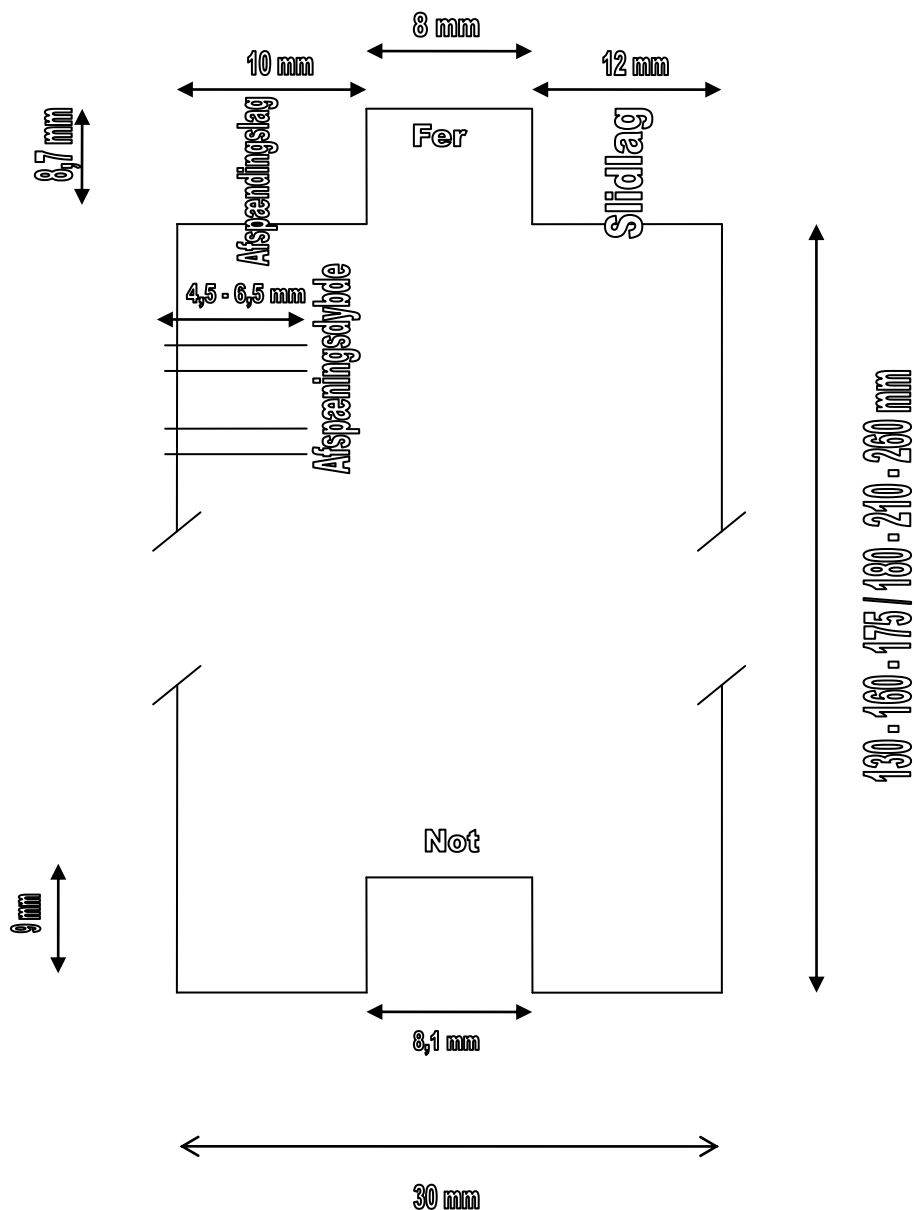 8 mm
10 mm
12 mm
8,7 mm
Afspændingslag
Fer
Slidlag
4,5 - 6,5 mm
Afspæningsdybde
130 - 160 - 175 / 180 - 210 - 260 mm
Not
9 mm
8,1 mm
30 mm